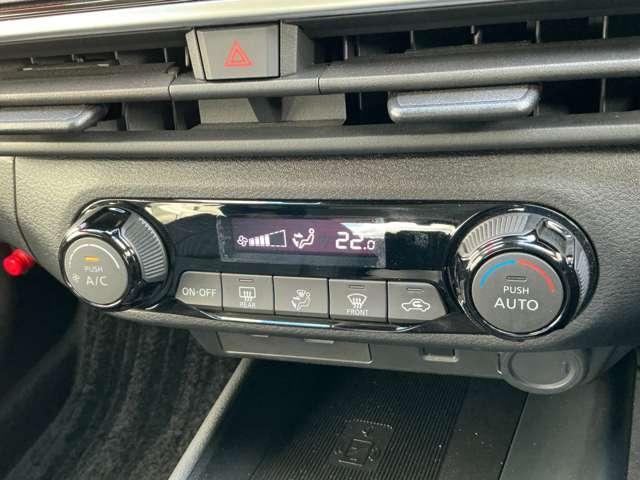 22.0
PUSH
A/C
ON·OFF
REAR
FRONT
PUSH
AUTO